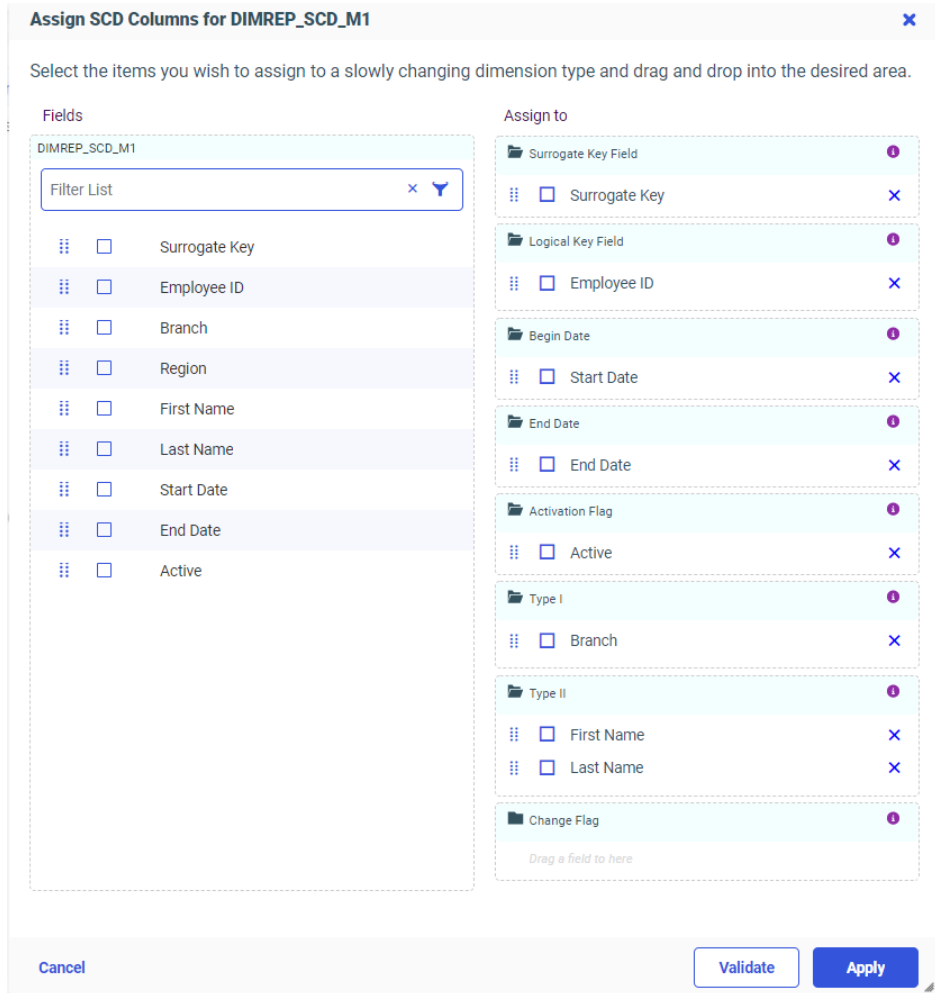 Assign SCD Columns for DIMREP_SCD_M1
Select the items you wish to assign to a slowly changing dimension type and drag and drop into the desired area.
Fields
DIMREP_SCD_M1
Filter List
Surrogate Key
Employee ID
Branch
Region
First Name
Last Name
Start Date
End Date
Active
Assign to
Surrogate Key Field
Surrogate Key
Logical Key Field
Employee ID
Begin Date
Start Date
End Date
End Date
Activation Flag
Active
Type I
Branch
Type II
First Name
Last Name
Change Flag
Drag a field to here
Cancel
Validate
Apply